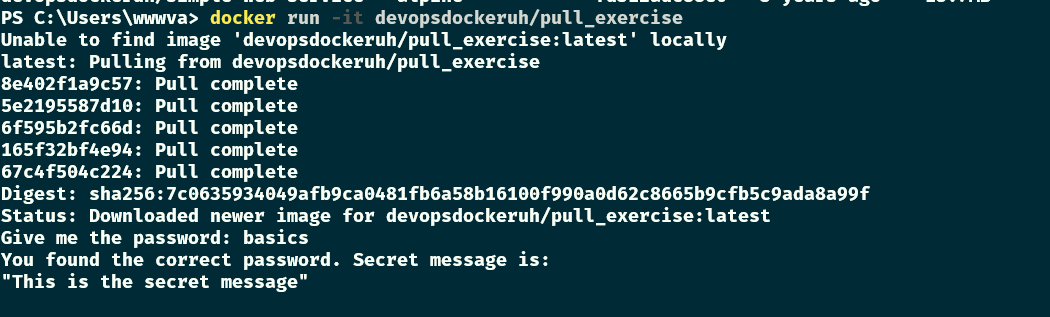 PS C:\Users\wwwva> docker run -it devopsdockeruh/pull_exercise
Unable to find image 'devopsdockeruh/pull_exercise:latest' locally
latest: Pulling from devopsdockeruh/pull_exercise
8e402f1a9c57: Pull complete
5e2195587d10: Pull complete
6f595b2fc66d: Pull complete
165f32bf4e94: Pull complete
67c4f504c224: Pull complete
Digest: sha256:7c0635934049afb9ca0481fb6a58b16100f990a0d62c8665b9cfb5c9ada8a99f
Status: Downloaded newer image for devopsdockeruh/pull_exercise:latest
Give me the password: basics
You found the correct password. Secret message is:
"This is the secret message"